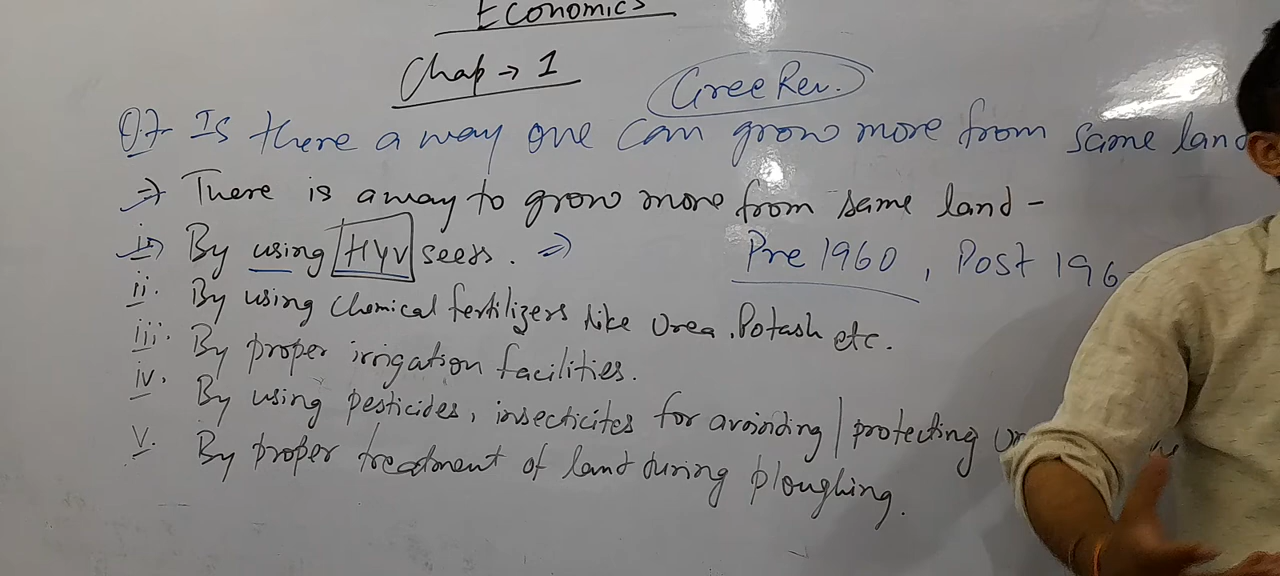 Economics
Chap → 1
Gree Rev.
Q7- Is there a way one can grow more from same land
⇒ There is a way to grow more from same land -
i⇒ By using HYV seeds. ⇒ Pre 1960, Post 196
ii. By using chemical fertilizers like Urea, Potash etc.
iii. By proper irrigation facilities.
iv. By using pesticides, insecticites for avoinding / protecting
v. By proper treatment of land during ploughing.